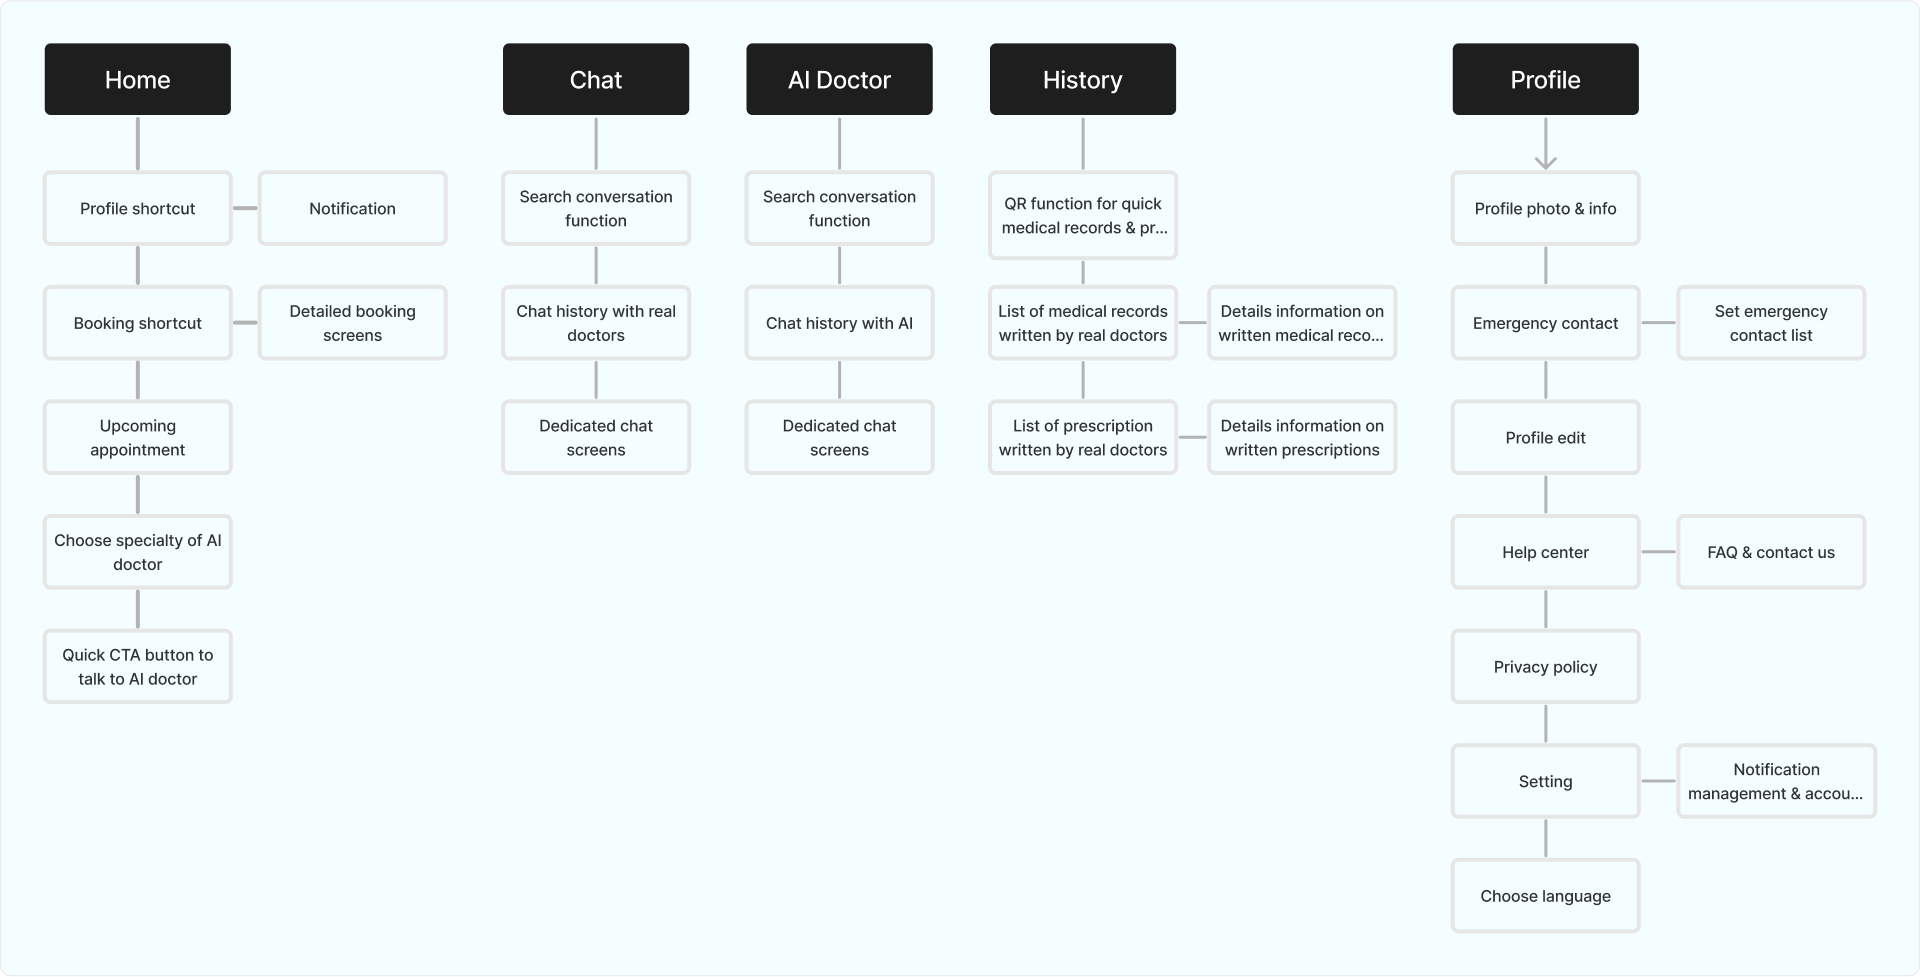 Home
Profile shortcut
Notification
Booking shortcut
Detailed booking
screens
Upcoming
appointment
Choose specialty of AI
doctor
Quick CTA button to
talk to AI doctor
Chat
Search conversation
function
Chat history with real
doctors
Dedicated chat
screens
AI Doctor
Search conversation
function
Chat history with AI
Dedicated chat
screens
History
QR function for quick
medical records & pr...
List of medical records
written by real doctors
Details information on
written medical reco...
List of prescription
written by real doctors
Details information on
written prescriptions
Profile
Profile photo & info
Emergency contact
Set emergency
contact list
Profile edit
Help center
FAQ & contact us
Privacy policy
Setting
Notification
management & accou...
Choose language